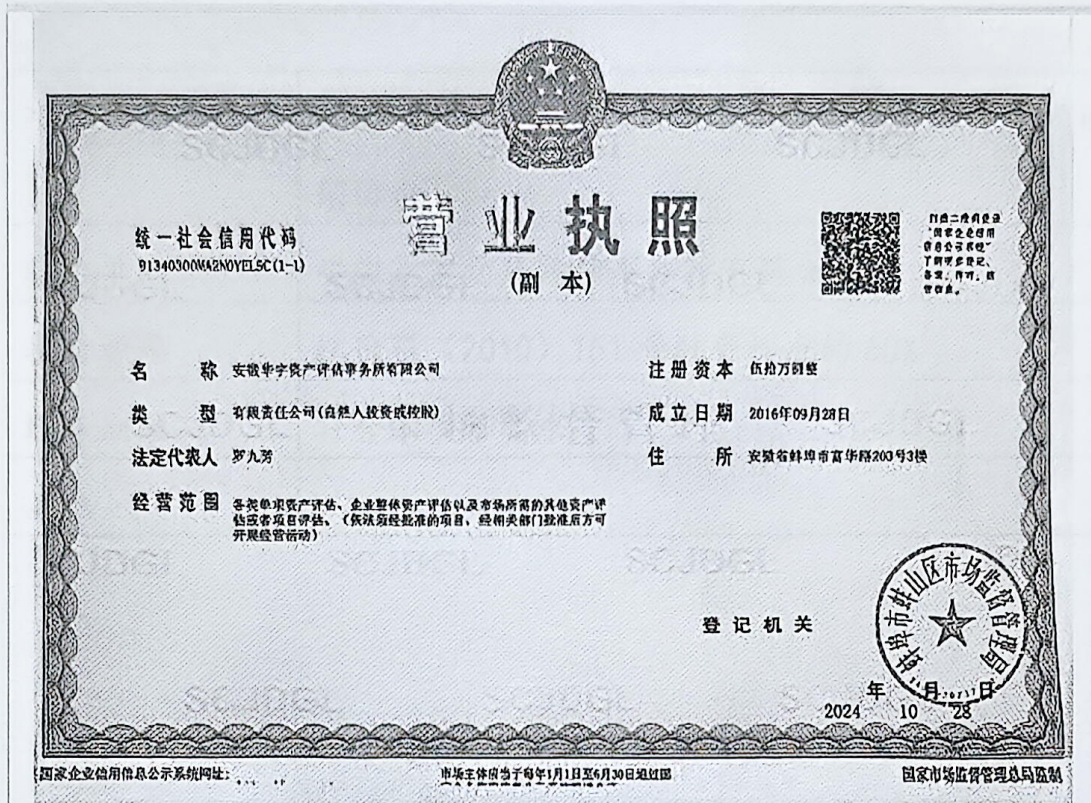 营业执照
(副本)
统一社会信用代码
91340300MA2N0YEL5C(1-1)
扫描二维码登录
“国家企业信用
信息公示系统”
了解更多登记、
备案、许可、监
管信息。
名称 安徽华宇资产评估事务所有限公司
类型 有限责任公司(自然人投资或控股)
法定代表人 罗九芳
经营范围 各类单项资产评估、企业整体资产评估以及市场所需的其他资产评
估或者项目评估、(依法须经批准的项目,经相关部门批准后方可
开展经营活动)
注册资本 伍拾万圆整
成立日期 2016年09月28日
住所 安徽省蚌埠市富华路203号3楼
登记机关
蚌埠市蚌山区市场监督管理局
年 月 日
2024 10 28
国家企业信用信息公示系统网址:
市场主体应当于每年1月1日至6月30日通过国
国家市场监督管理总局监制
SCJDGL